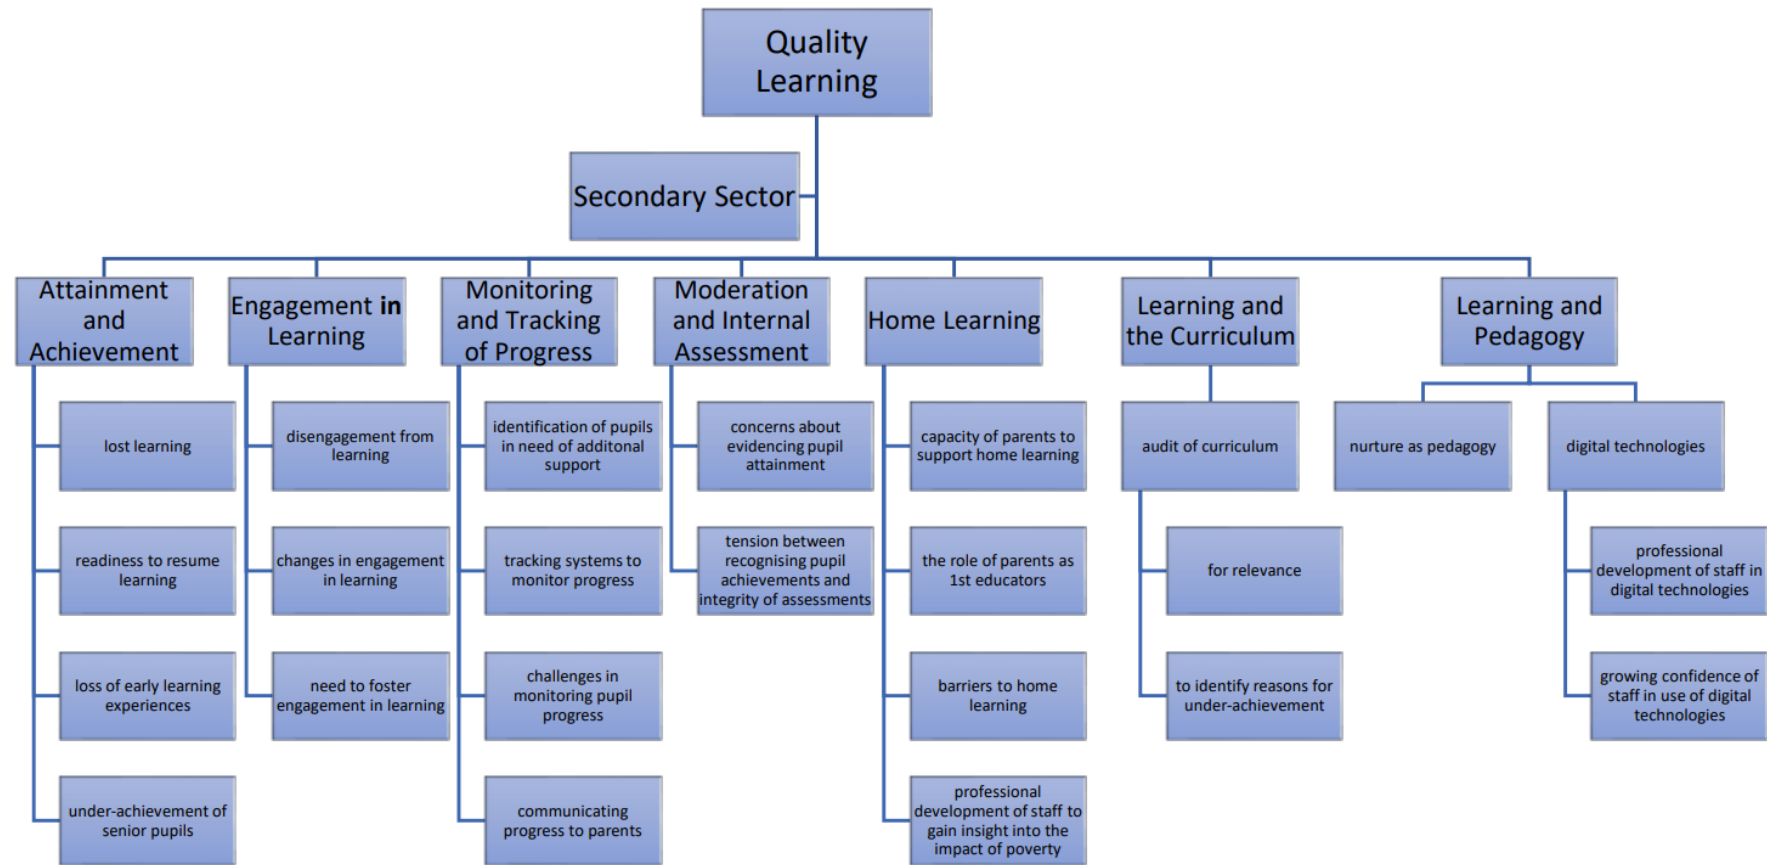 Quality
Learning
Secondary Sector
Attainment
and
Achievement
Engagement in
Learning
Monitoring
and Tracking
of Progress
Moderation
and Internal
Assessment
Home Learning
Learning and
the Curriculum
Learning and
Pedagogy
lost learning
readiness to resume
learning
loss of early learning
experiences
under-achievement of
senior pupils
disengagement from
learning
changes in engagement
in learning
need to foster
engagement in learning
identification of pupils
in need of additonal
support
tracking systems to
monitor progress
challenges in
monitoring pupil
progress
communicating
progress to parents
concerns about
evidencing pupil
attainment
tension between
recognising pupil
achievements and
integrity of assessments
capacity of parents to
support home learning
the role of parents as
1st educators
barriers to home
learning
professional
development of staff to
gain insight into the
impact of poverty
audit of curriculum
for relevance
to identify reasons for
under-achievement
nurture as pedagogy
digital technologies
professional
development of staff in
digital technologies
growing confidence of
staff in use of digital
technologies